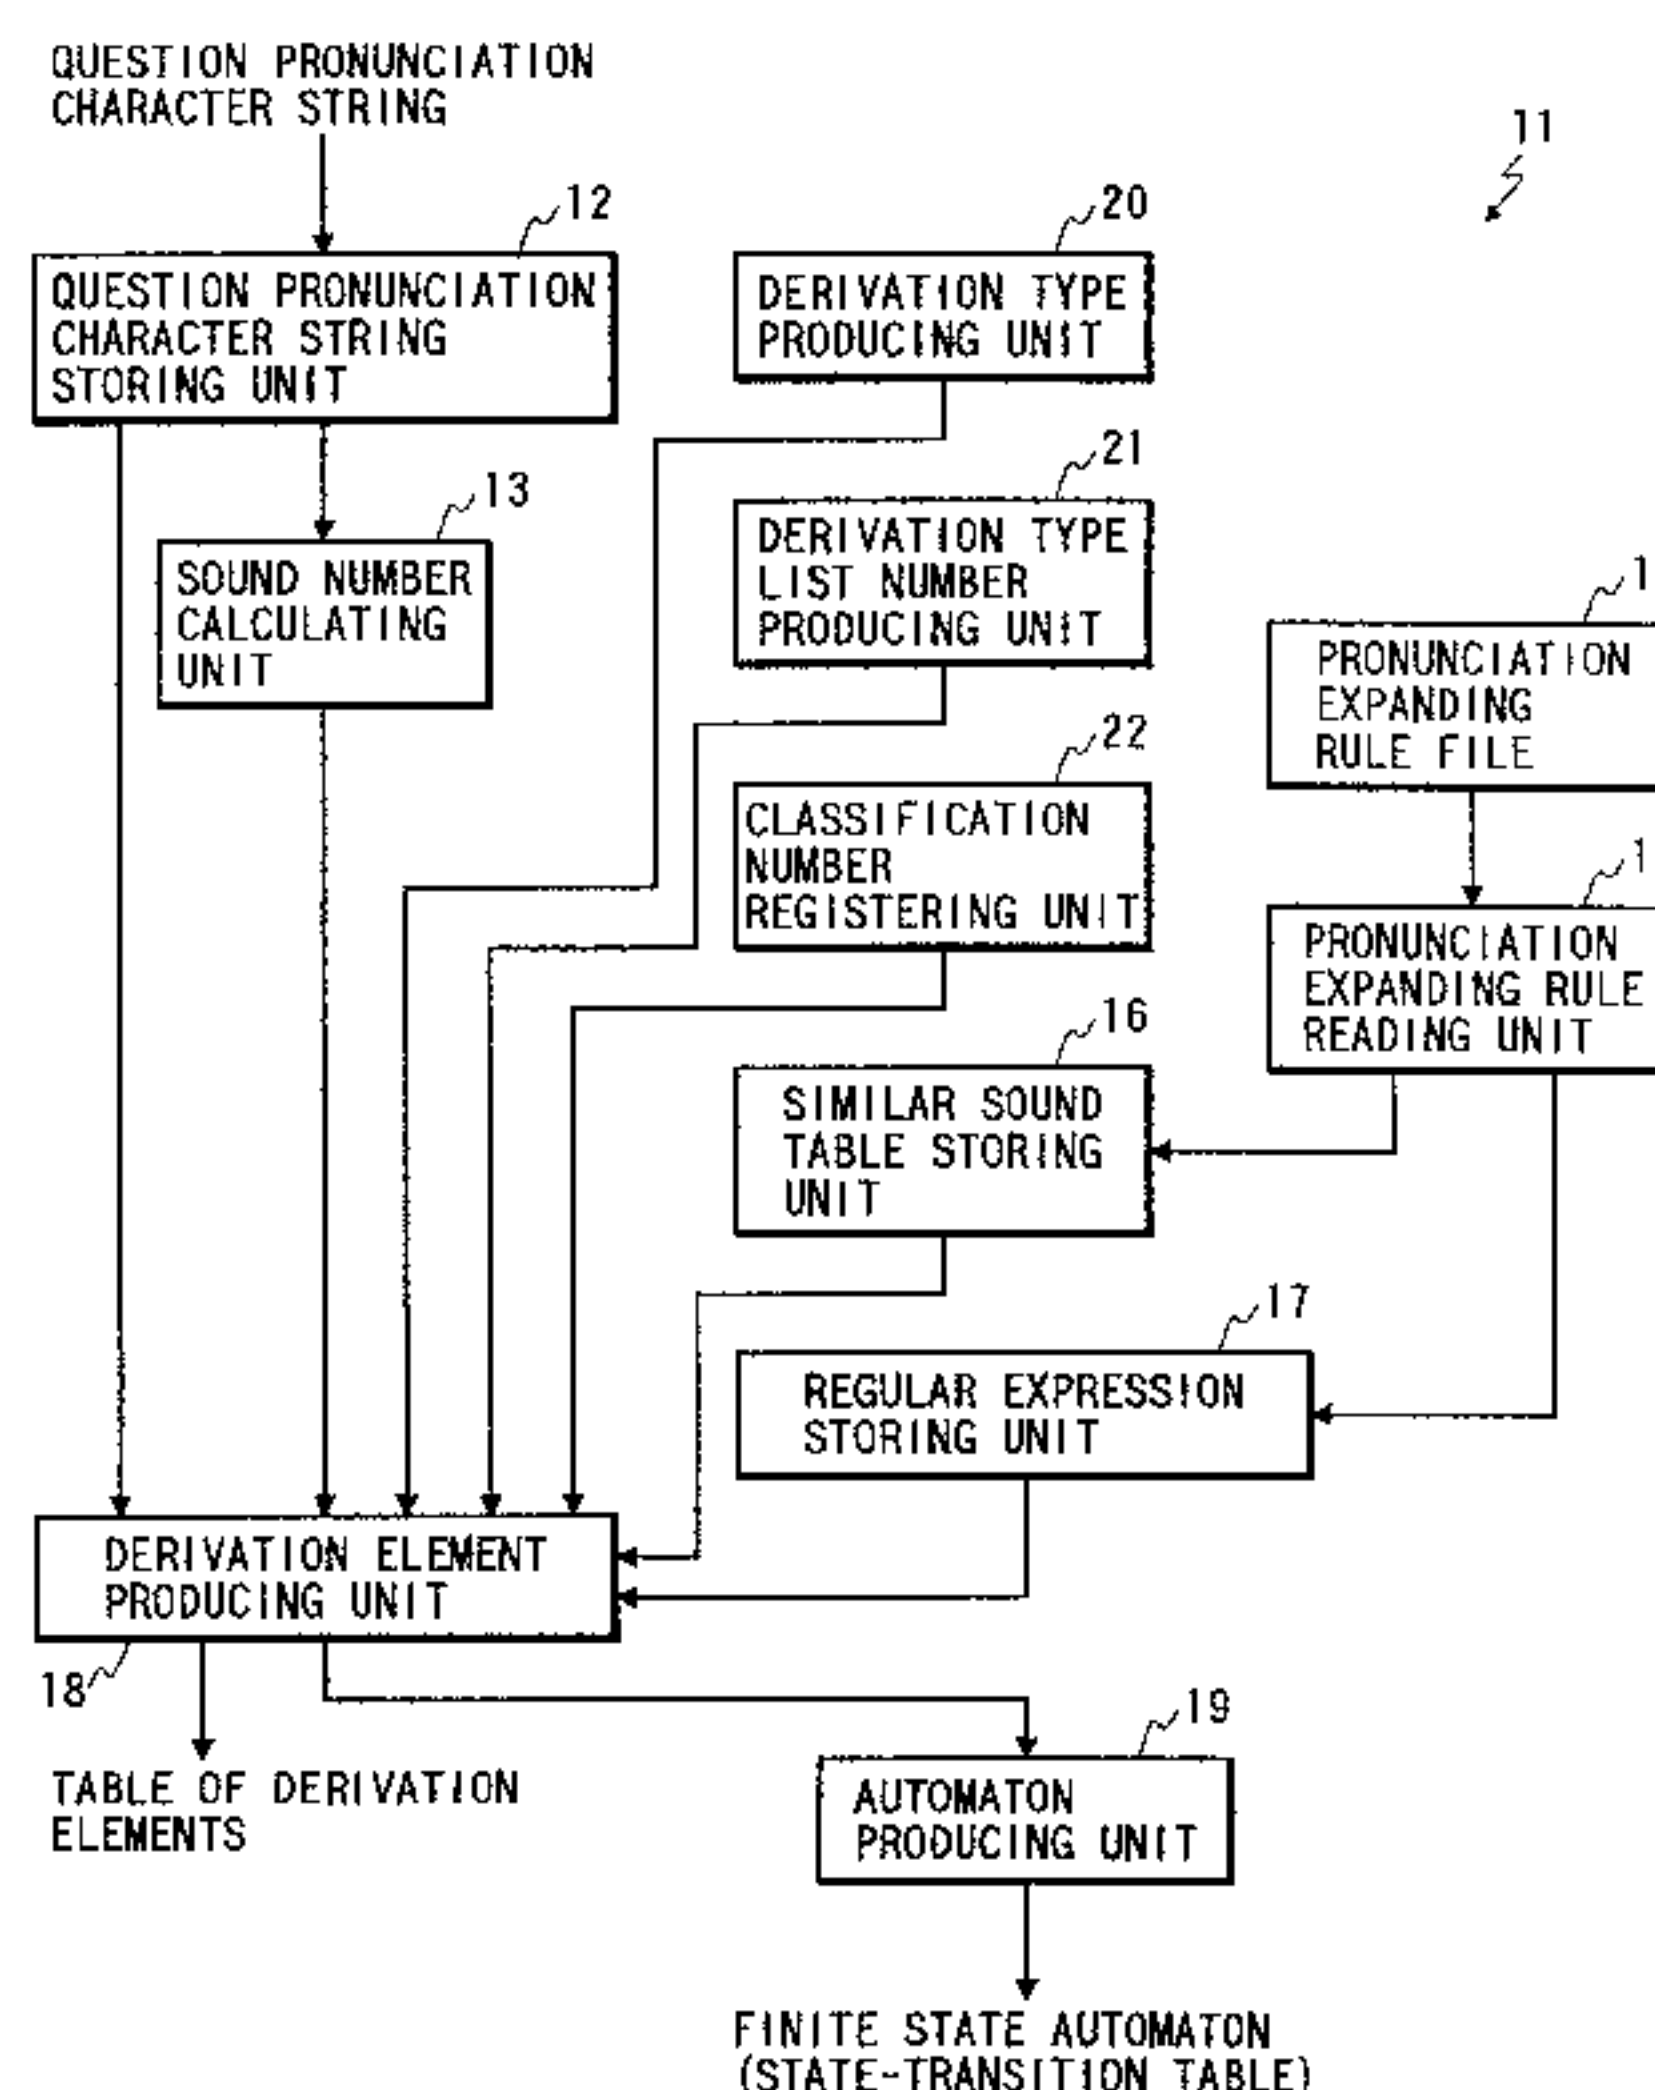 QUESTION PRONUNCIATION
CHARACTER STRING
11
12
QUESTION PRONUNCIATION
CHARACTER STRING
STORING UNIT
20
DERIVATION TYPE
PRODUCING UNIT
13
SOUND NUMBER
CALCULATING
UNIT
21
DERIVATION TYPE
LIST NUMBER
PRODUCING UNIT
1
PRONUNCIATION
EXPANDING
RULE FILE
22
CLASSIFICATION
NUMBER
REGISTERING UNIT
1
PRONUNCIATION
EXPANDING RULE
READING UNIT
16
SIMILAR SOUND
TABLE STORING
UNIT
17
REGULAR EXPRESSION
STORING UNIT
DERIVATION ELEMENT
PRODUCING UNIT
18
TABLE OF DERIVATION
ELEMENTS
19
AUTOMATON
PRODUCING UNIT
FINITE STATE AUTOMATON
(STATE-TRANSITION TABLE)